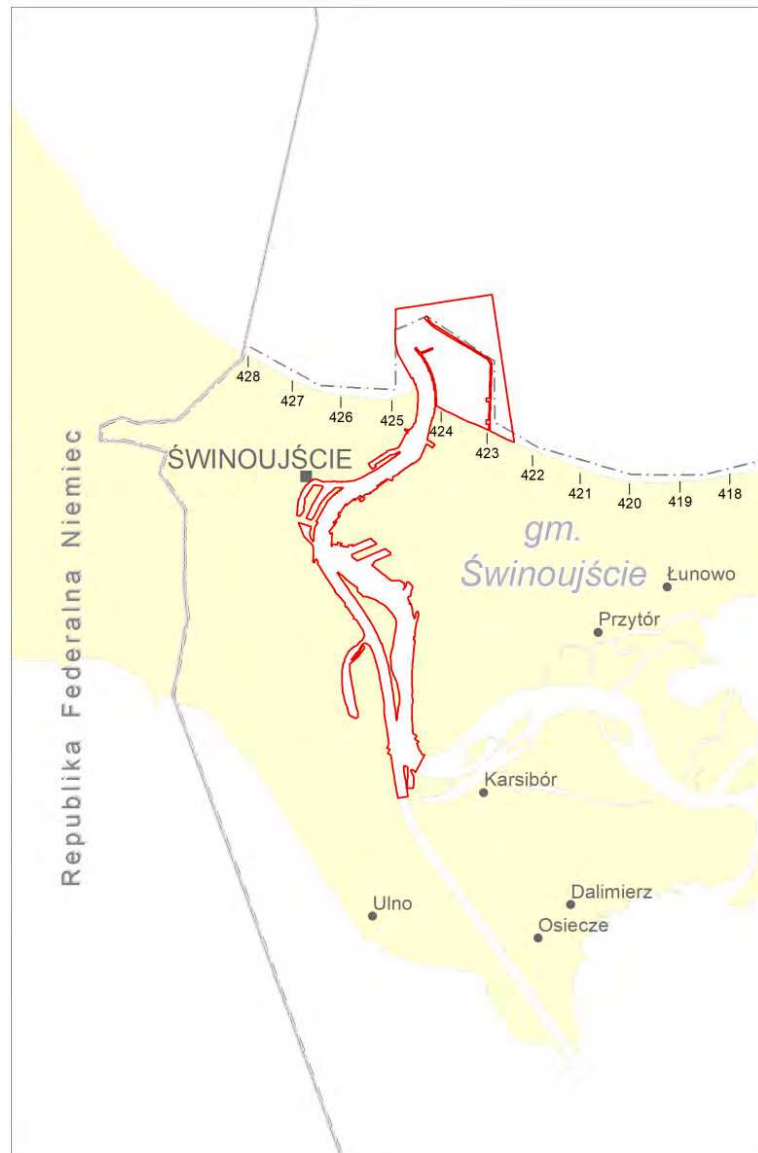 428
427
426
425
424
423
422
421
420
419
418
ŚWINOUJŚCIE
gm.
Świnoujście
Łunowo
Przytór
Republika Federalna Niemiec
Karsibór
Ulno
Dalimierz
Osiecze